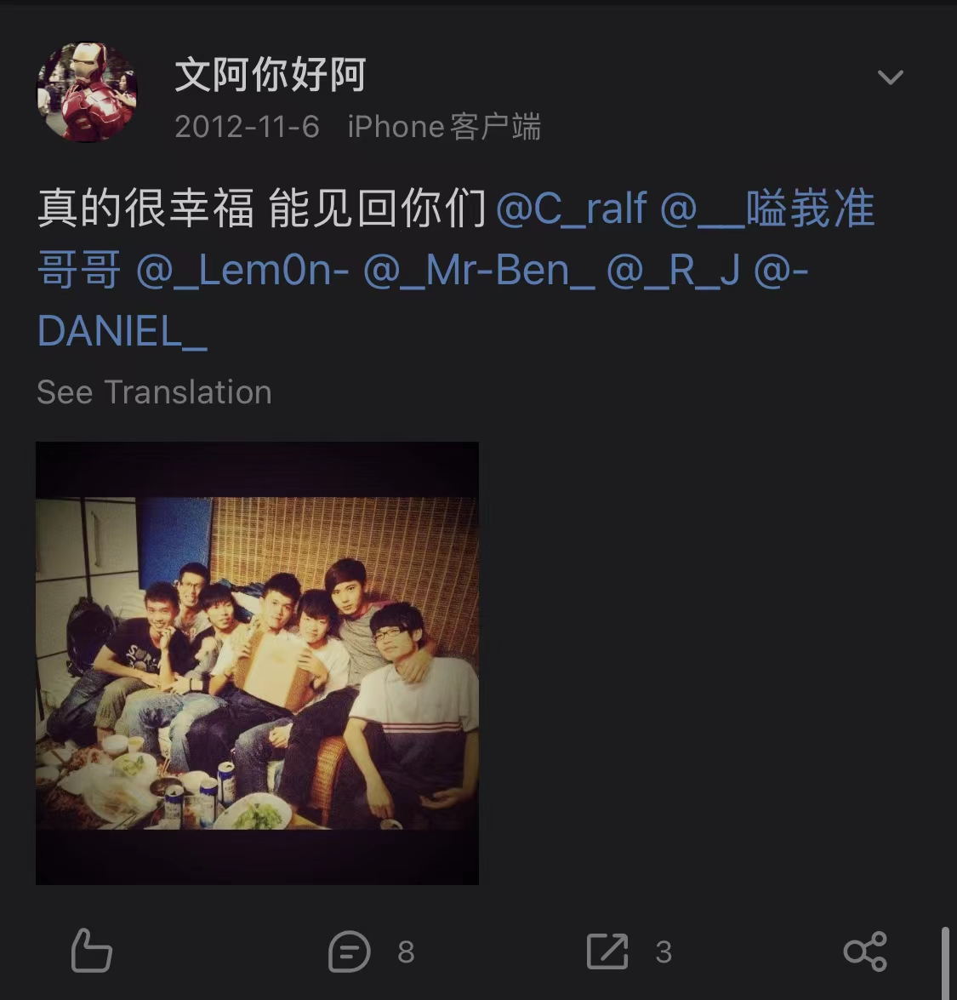 文阿你好阿
2012-11-6 iPhone客户端
真的很幸福 能见回你们@C_ralf @__嗑峩准
哥哥 @_Lem0n- @_Mr-Ben_ @_R_J @-
DANIEL_
See Translation
8
3